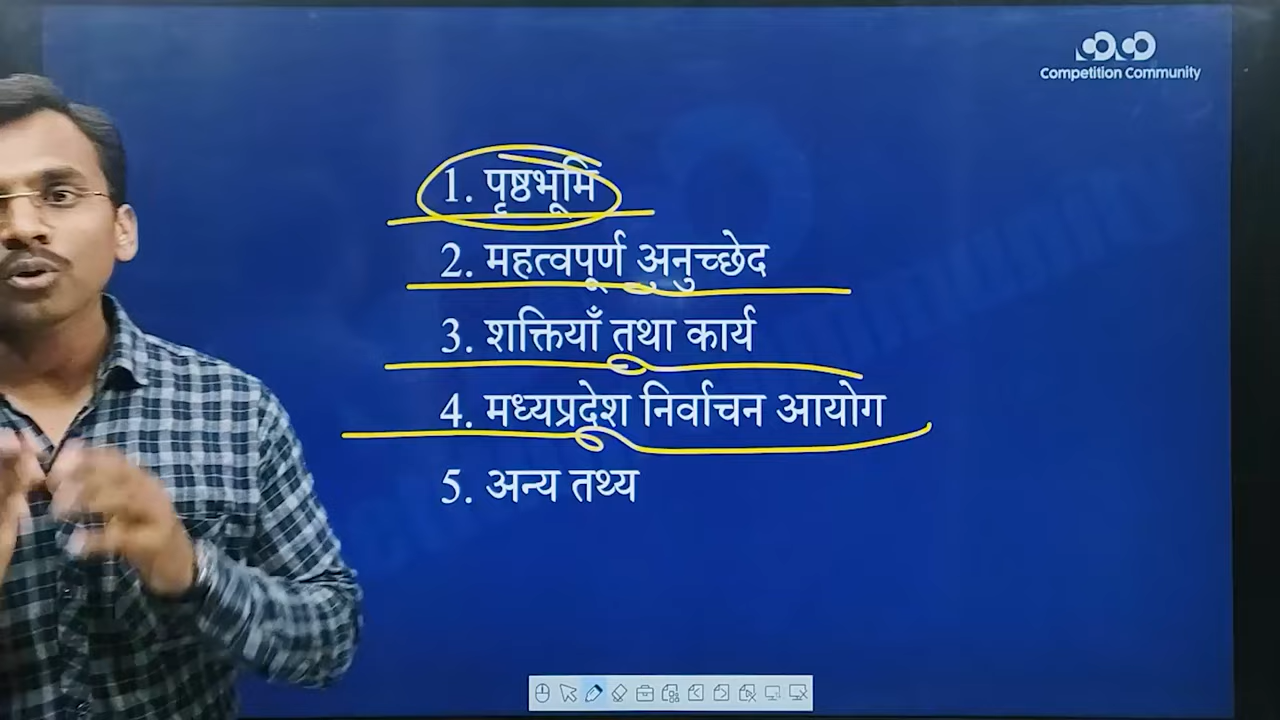 Competition Community
1. पृष्ठभूमि
2. महत्वपूर्ण अनुच्छेद
3. शक्तियाँ तथा कार्य
4. मध्यप्रदेश निर्वाचन आयोग
5. अन्य तथ्य